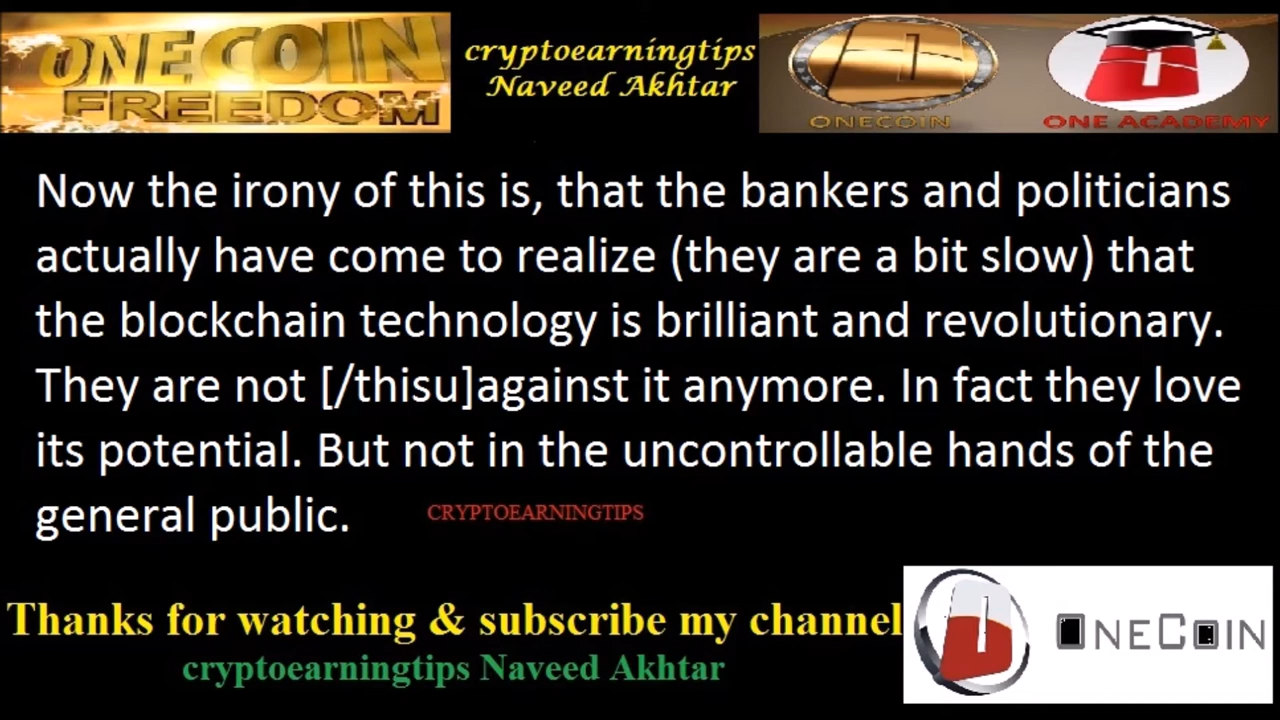 ONE COIN
FREEDOM
cryptoearningtips
Naveed Akhtar
ONECOIN
ONE ACADEMY
Now the irony of this is, that the bankers and politicians
actually have come to realize (they are a bit slow) that
the blockchain technology is brilliant and revolutionary.
They are not [/thisu]against it anymore. In fact they love
its potential. But not in the uncontrollable hands of the
general public.
CRYPTOEARNINGTIPS
Thanks for watching & subscribe my channel
cryptoearningtips Naveed Akhtar
ONECOIN